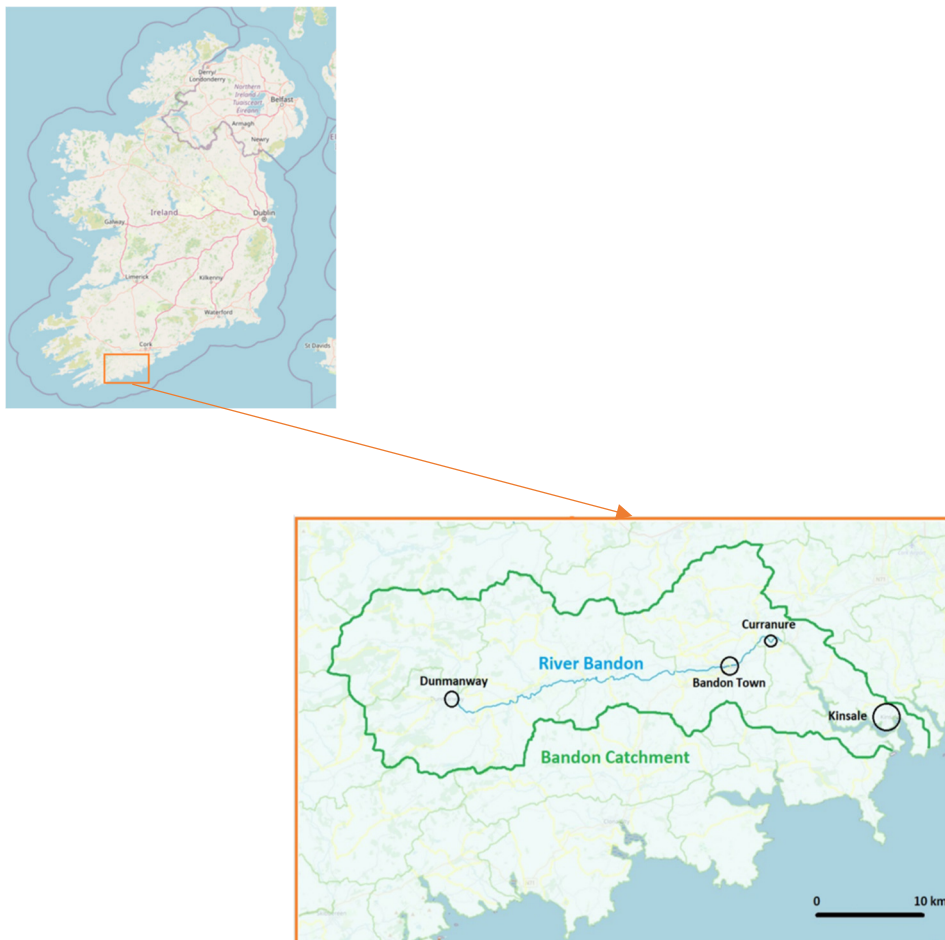 Derry/
Londonderry
Northern
Ireland /
Tuaisceart
Éireann
Belfast
Armagh
Newry
Ireland
Dublin
Galway
Limerick
Kilkenny
Waterford
Cork
St Davids
Curranure
River Bandon
Dunmanway
Bandon Town
Kinsale
Bandon Catchment
0 10 km